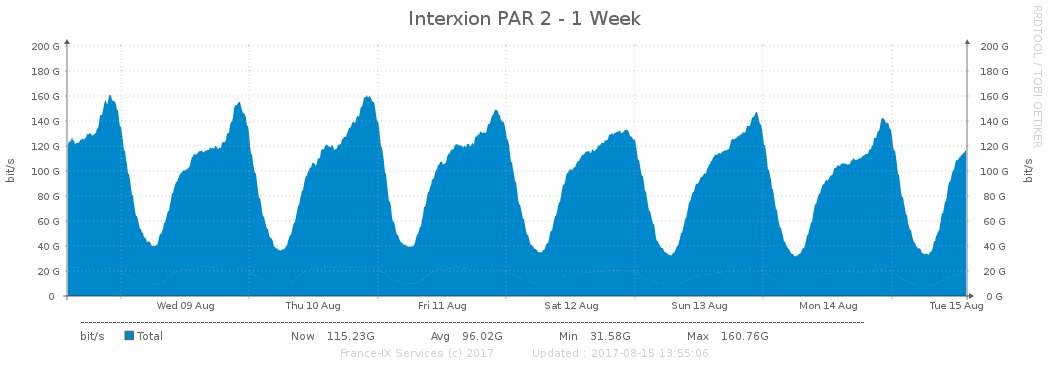 Interxion PAR 2 - 1 Week
RRDTOOL / TOBI OETIKER
200 G 200 G
180 G 180 G
160 G 160 G
140 G 140 G
120 G 120 G
100 G 100 G
80 G 80 G
60 G 60 G
40 G 40 G
20 G 20 G
0 0 G
bit/s
bit/s
Wed 09 Aug Thu 10 Aug Fri 11 Aug Sat 12 Aug Sun 13 Aug Mon 14 Aug Tue 15 Aug
bit/s Total Now 115.23G Avg 96.02G Min 31.58G Max 160.76G
France-IX Services (c) 2017 Updated : 2017-08-15 13:55:06